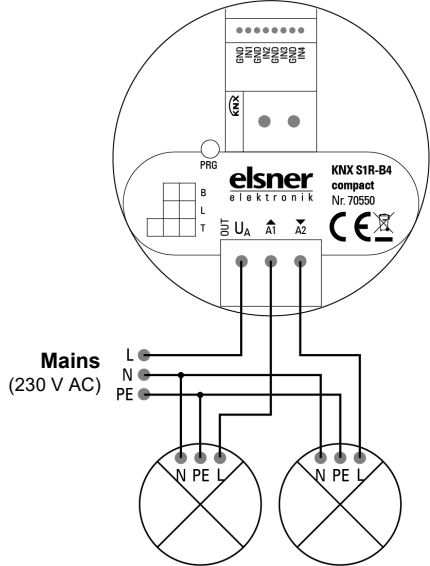 GND IN1 GND IN2 GND IN3 GND IN4
KNX
PRG
B
L
T
elsner
elektronik
KNX S1R-B4
compact
Nr. 70550
CE
OUT UA A1 A2
Mains
(230 V AC)
L
N
PE
N PE L
N PE L